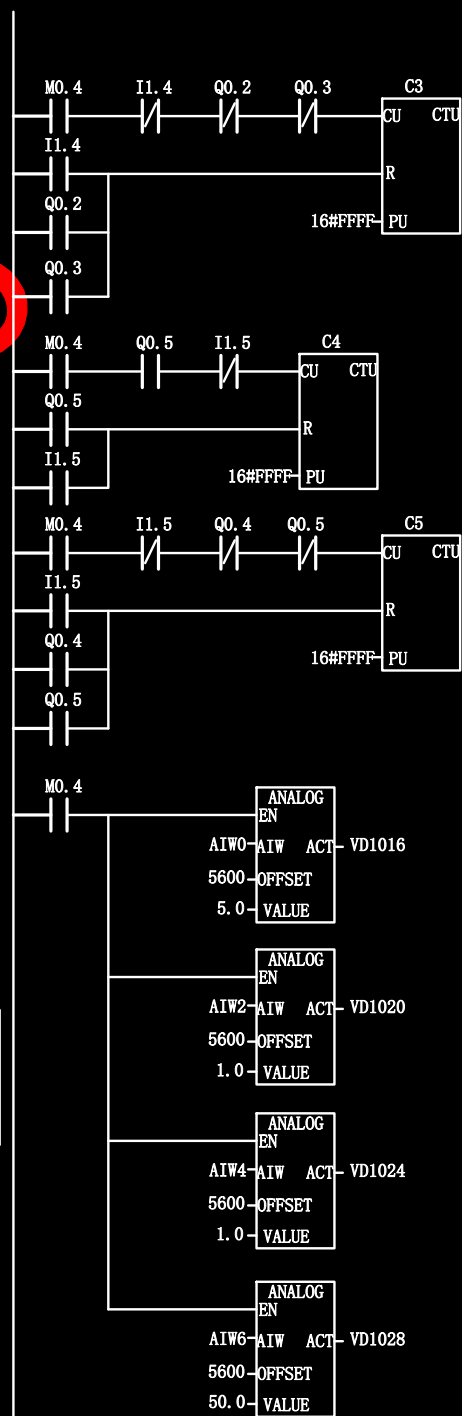 M0.4 I1.4 Q0.2 Q0.3 C3
CU CTU
I1.4
R
Q0.2
16#FFFF PU
Q0.3
M0.4 Q0.5 I1.5 C4
CU CTU
Q0.5
R
I1.5
16#FFFF PU
M0.4 I1.5 Q0.4 Q0.5 C5
CU CTU
I1.5
R
Q0.4
16#FFFF PU
Q0.5
M0.4
ANALOG
EN
AIW0 AIW ACT VD1016
5600 OFFSET
5.0 VALUE
ANALOG
EN
AIW2 AIW ACT VD1020
5600 OFFSET
1.0 VALUE
ANALOG
EN
AIW4 AIW ACT VD1024
5600 OFFSET
1.0 VALUE
ANALOG
EN
AIW6 AIW ACT VD1028
5600 OFFSET
50.0 VALUE